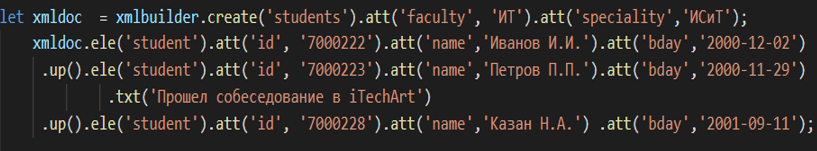 let xmldoc  = xmlbuilder.create('students').att('faculty', 'ИТ').att('speciality','ИСиТ');
xmldoc.ele('student').att('id', '7000222').att('name','Иванов И.И.').att('bday','2000-12-02')
.up().ele('student').att('id', '7000223').att('name','Петров П.П.').att('bday','2000-11-29')
.txt('Прошел собеседование в iTechArt')
.up().ele('student').att('id', '7000228').att('name','Казан Н.А.') .att('bday','2001-09-11');